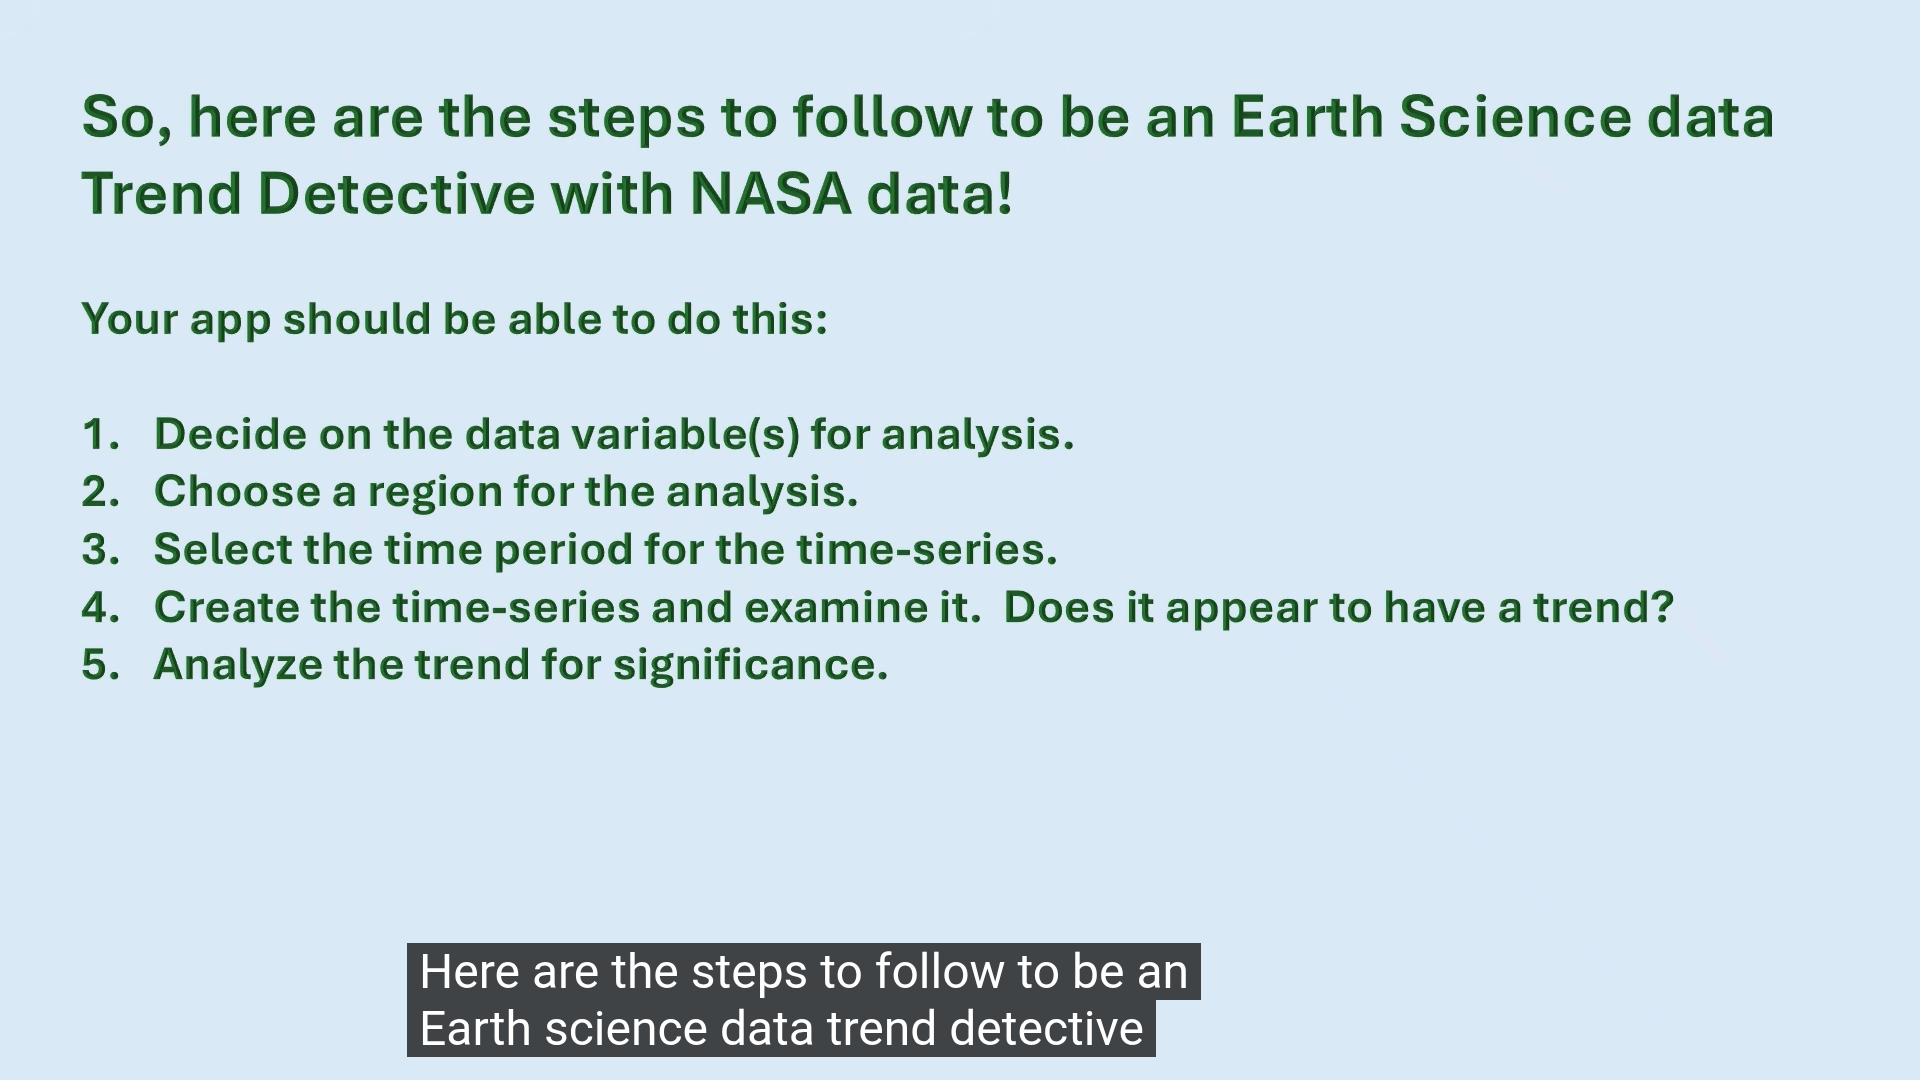 So, here are the steps to follow to be an Earth Science data
Trend Detective with NASA data!
Your app should be able to do this:
1. Decide on the data variable(s) for analysis.
2. Choose a region for the analysis.
3. Select the time period for the time-series.
4. Create the time-series and examine it.  Does it appear to have a trend?
5. Analyze the trend for significance.
Here are the steps to follow to be an
Earth science data trend detective